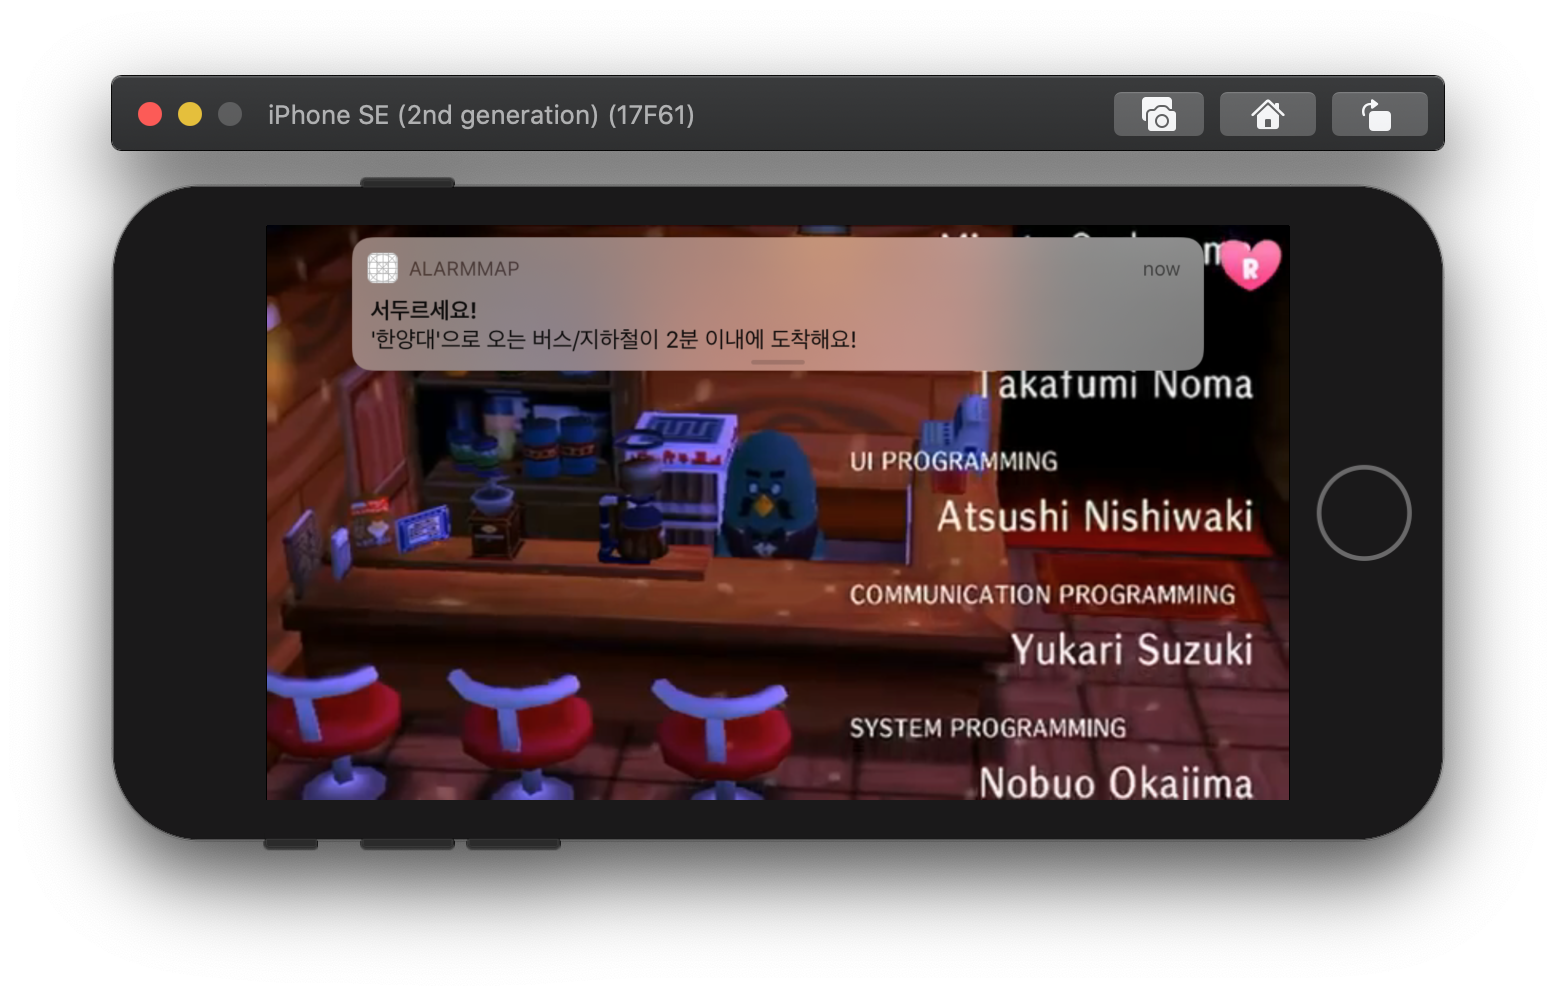 iPhone SE (2nd generation) (17F61)
ALARMMAP
now
서두르세요!
'한양대'으로 오는 버스/지하철이 2분 이내에 도착해요!
R
Takafumi Noma
UI PROGRAMMING
Atsushi Nishiwaki
COMMUNICATION PROGRAMMING
Yukari Suzuki
SYSTEM PROGRAMMING
Nobuo Okajima